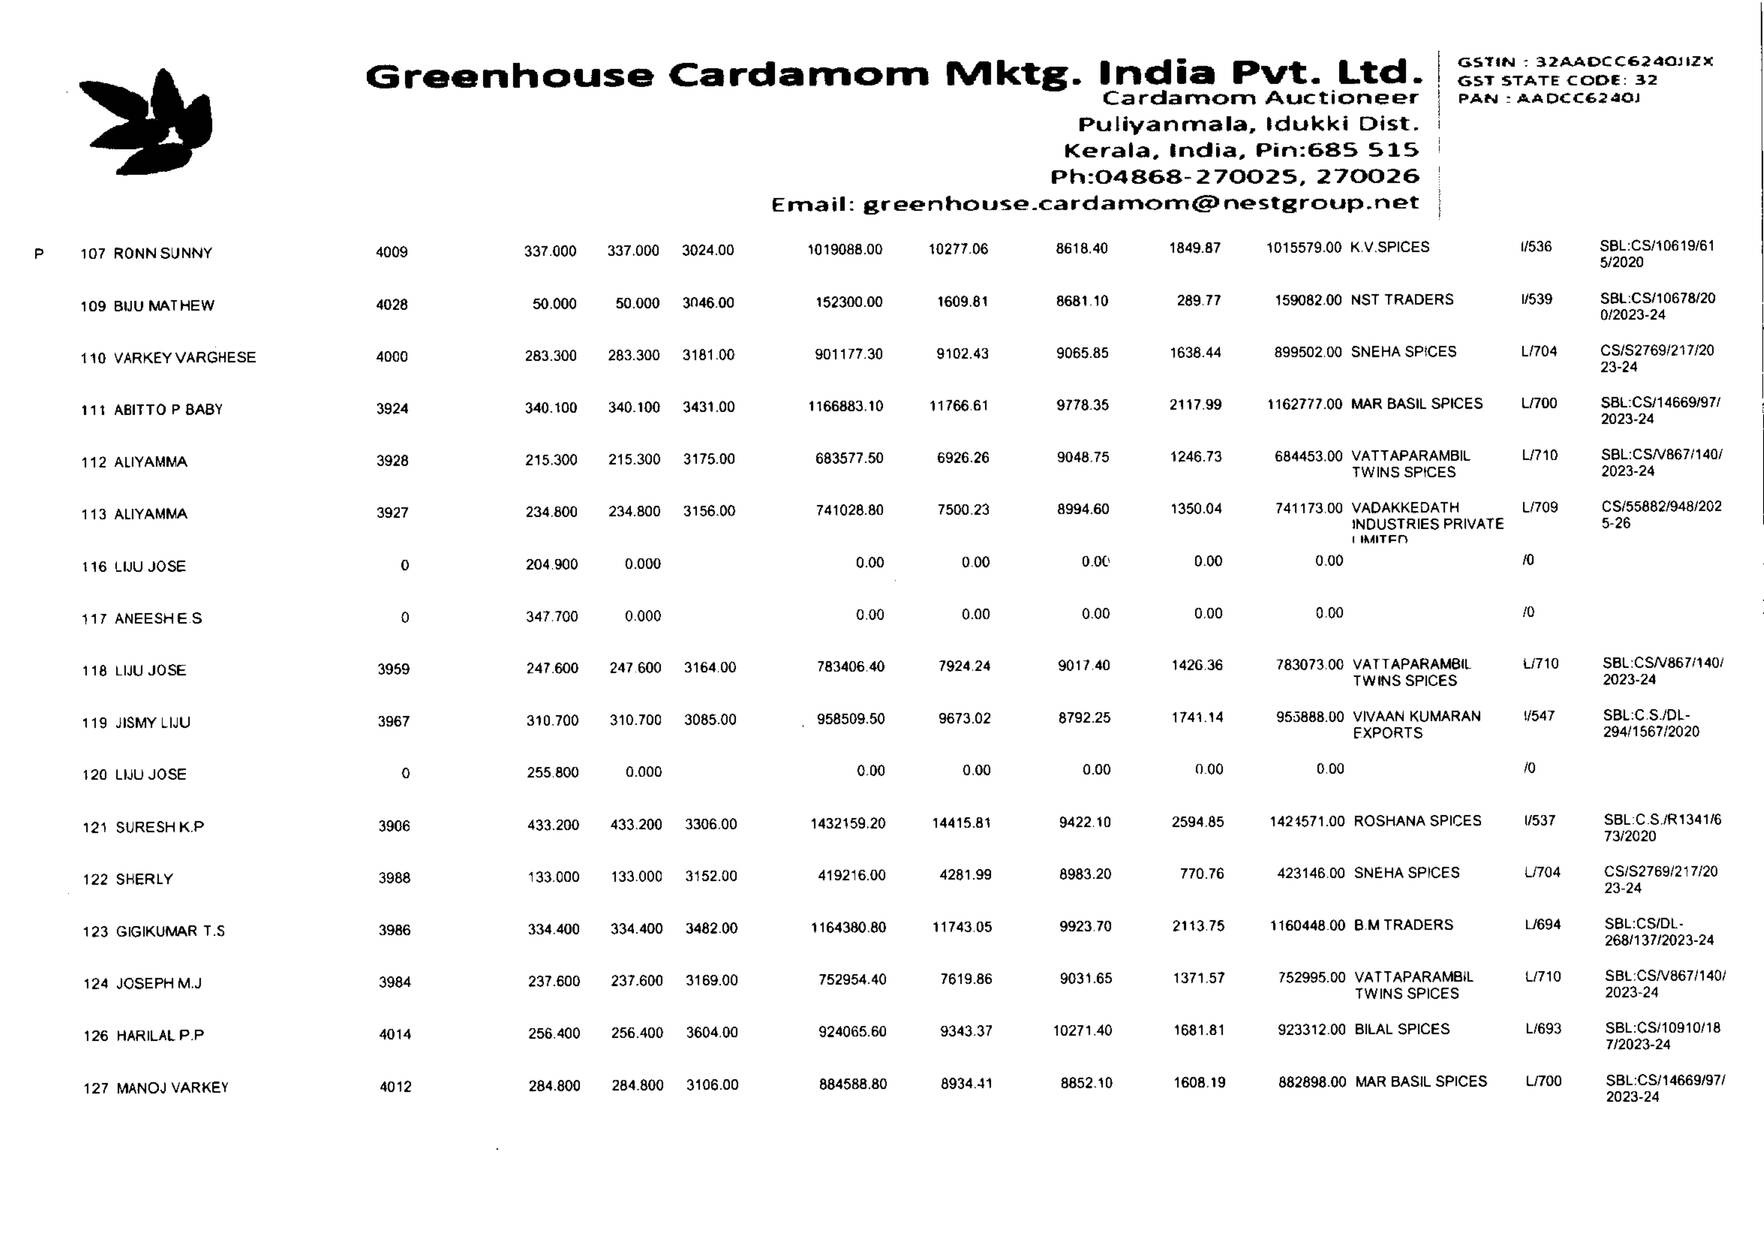 Greenhouse Cardamom Mktg. India Pvt. Ltd.
Cardamom Auctioneer
Puliyanmala, Idukki Dist.
Kerala, India, Pin:685 515
Ph:04868-270025, 270026
Email: greenhouse.cardamom@nestgroup.net
GSTIN : 32AADCC6240J1ZX
GST STATE CODE: 32
PAN : AADCC6240J
P 107 RONN SUNNY 4009 337.000 337.000 3024.00 1019088.00 10277.06 8618.40 1849.87 1015579.00 K.V.SPICES I/536 SBL:CS/10619/61
5/2020
109 BIJU MATHEW 4028 50.000 50.000 3046.00 152300.00 1609.81 8681.10 289.77 159082.00 NST TRADERS I/539 SBL:CS/10678/20
0/2023-24
110 VARKEY VARGHESE 4000 283.300 283.300 3181.00 901177.30 9102.43 9065.85 1638.44 899502.00 SNEHA SPICES L/704 CS/S2769/217/20
23-24
111 ABITTO P BABY 3924 340.100 340.100 3431.00 1166883.10 11766.61 9778.35 2117.99 1162777.00 MAR BASIL SPICES L/700 SBL:CS/14669/97/
2023-24
112 ALIYAMMA 3928 215.300 215.300 3175.00 683577.50 6926.26 9048.75 1246.73 684453.00 VATTAPARAMBIL L/710 SBL:CS/V867/140/
TWINS SPICES 2023-24
113 ALIYAMMA 3927 234.800 234.800 3156.00 741028.80 7500.23 8994.60 1350.04 741173.00 VADAKKEDATH L/709 CS/55882/948/202
INDUSTRIES PRIVATE 5-26
LIMITED
116 LIJU JOSE 0 204.900 0.000 0.00 0.00 0.00 0.00 0.00 /0
117 ANEESH E.S 0 347.700 0.000 0.00 0.00 0.00 0.00 0.00 /0
118 LIJU JOSE 3959 247.600 247.600 3164.00 783406.40 7924.24 9017.40 1426.36 783073.00 VATTAPARAMBIL L/710 SBL:CS/V867/140/
TWINS SPICES 2023-24
119 JISMY LIJU 3967 310.700 310.700 3085.00 958509.50 9673.02 8792.25 1741.14 955888.00 VIVAAN KUMARAN I/547 SBL:C.S./DL-
EXPORTS 294/1567/2020
120 LIJU JOSE 0 255.800 0.000 0.00 0.00 0.00 0.00 0.00 /0
121 SURESH K.P 3906 433.200 433.200 3306.00 1432159.20 14415.81 9422.10 2594.85 1424571.00 ROSHANA SPICES I/537 SBL:C.S./R1341/6
73/2020
122 SHERLY 3988 133.000 133.000 3152.00 419216.00 4281.99 8983.20 770.76 423146.00 SNEHA SPICES L/704 CS/S2769/217/20
23-24
123 GIGIKUMAR T.S 3986 334.400 334.400 3482.00 1164380.80 11743.05 9923.70 2113.75 1160448.00 B.M TRADERS L/694 SBL:CS/DL-
268/137/2023-24
124 JOSEPH M.J 3984 237.600 237.600 3169.00 752954.40 7619.86 9031.65 1371.57 752995.00 VATTAPARAMBIL L/710 SBL:CS/V867/140/
TWINS SPICES 2023-24
126 HARILAL P.P 4014 256.400 256.400 3604.00 924065.60 9343.37 10271.40 1681.81 923312.00 BILAL SPICES L/693 SBL:CS/10910/18
7/2023-24
127 MANOJ VARKEY 4012 284.800 284.800 3106.00 884588.80 8934.41 8852.10 1608.19 882898.00 MAR BASIL SPICES L/700 SBL:CS/14669/97/
2023-24